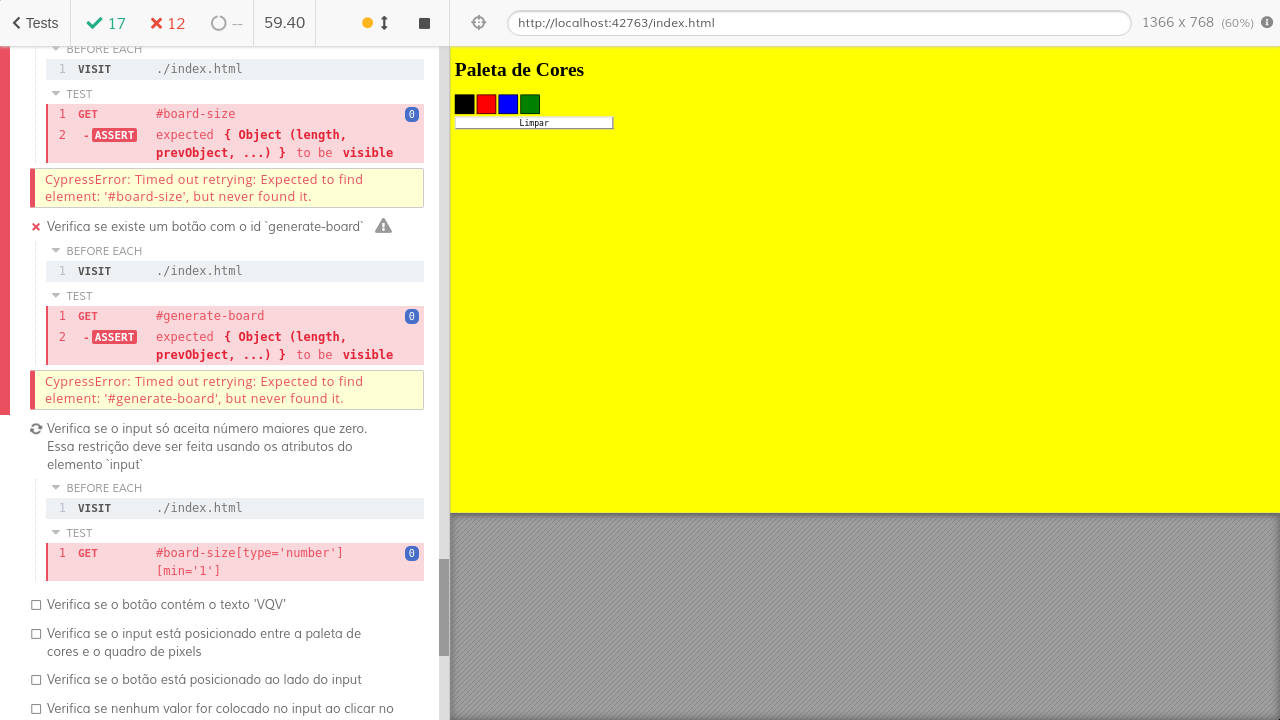 Tests
17
12
--
59.40
http://localhost:42763/index.html
1366 x 768 (60%)
BEFORE EACH
1 VISIT ./index.html
TEST
1 GET #board-size 0
2 -ASSERT expected { Object (length,
prevObject, ...) } to be visible
CypressError: Timed out retrying: Expected to find
element: '#board-size', but never found it.
Verifica se existe um botão com o id `generate-board`
BEFORE EACH
1 VISIT ./index.html
TEST
1 GET #generate-board 0
2 -ASSERT expected { Object (length,
prevObject, ...) } to be visible
CypressError: Timed out retrying: Expected to find
element: '#generate-board', but never found it.
Verifica se o input só aceita número maiores que zero.
Essa restrição deve ser feita usando os atributos do
elemento `input`
BEFORE EACH
1 VISIT ./index.html
TEST
1 GET #board-size[type='number'] 0
[min='1']
Verifica se o botão contém o texto 'VQV'
Verifica se o input está posicionado entre a paleta de
cores e o quadro de pixels
Verifica se o botão está posicionado ao lado do input
Verifica se nenhum valor for colocado no input ao clicar no
Paleta de Cores
Limpar